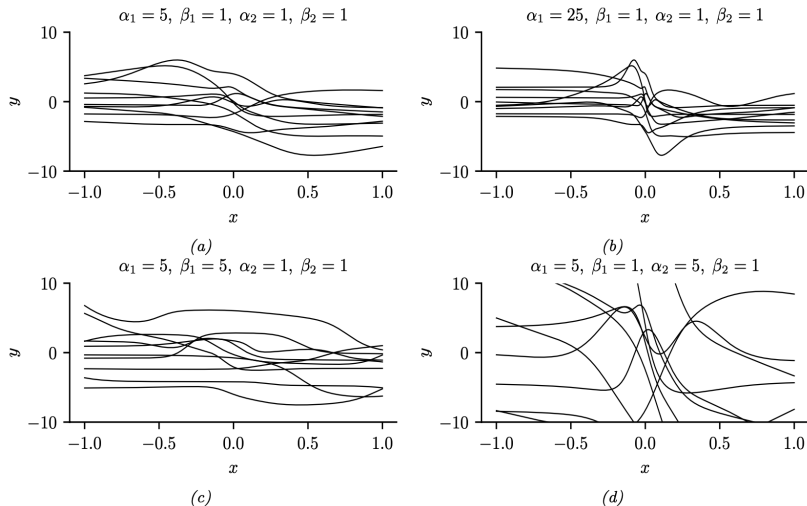 α₁ = 5, β₁ = 1, α₂ = 1, β₂ = 1
10
0
−10
y
−1.0 −0.5 0.0 0.5 1.0
x
(a)
α₁ = 25, β₁ = 1, α₂ = 1, β₂ = 1
10
0
−10
y
−1.0 −0.5 0.0 0.5 1.0
x
(b)
α₁ = 5, β₁ = 5, α₂ = 1, β₂ = 1
10
0
−10
y
−1.0 −0.5 0.0 0.5 1.0
x
(c)
α₁ = 5, β₁ = 1, α₂ = 5, β₂ = 1
10
0
−10
y
−1.0 −0.5 0.0 0.5 1.0
x
(d)